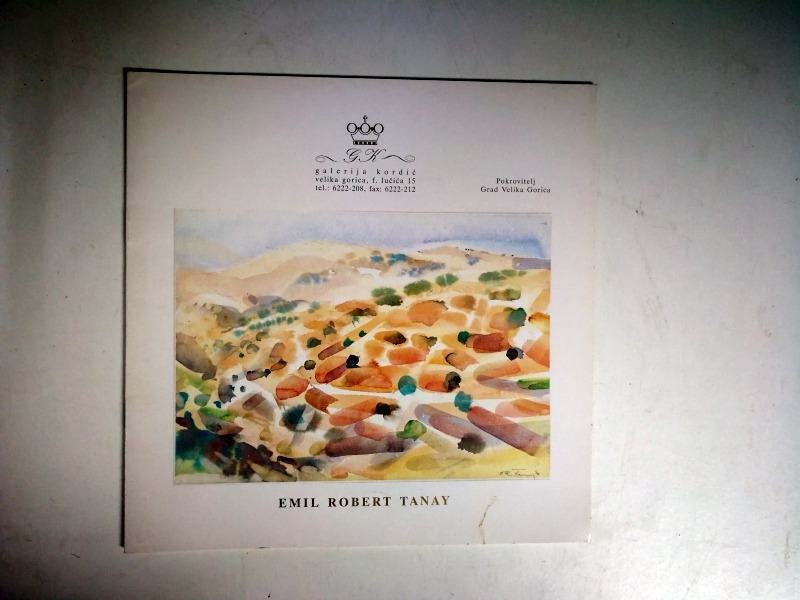 GK
galerija kordić
velika gorica, f. lučića 15
tel.: 6222-208, fax: 6222-212
Pokrovitelj
Grad Velika Gorica
EMIL ROBERT TANAY